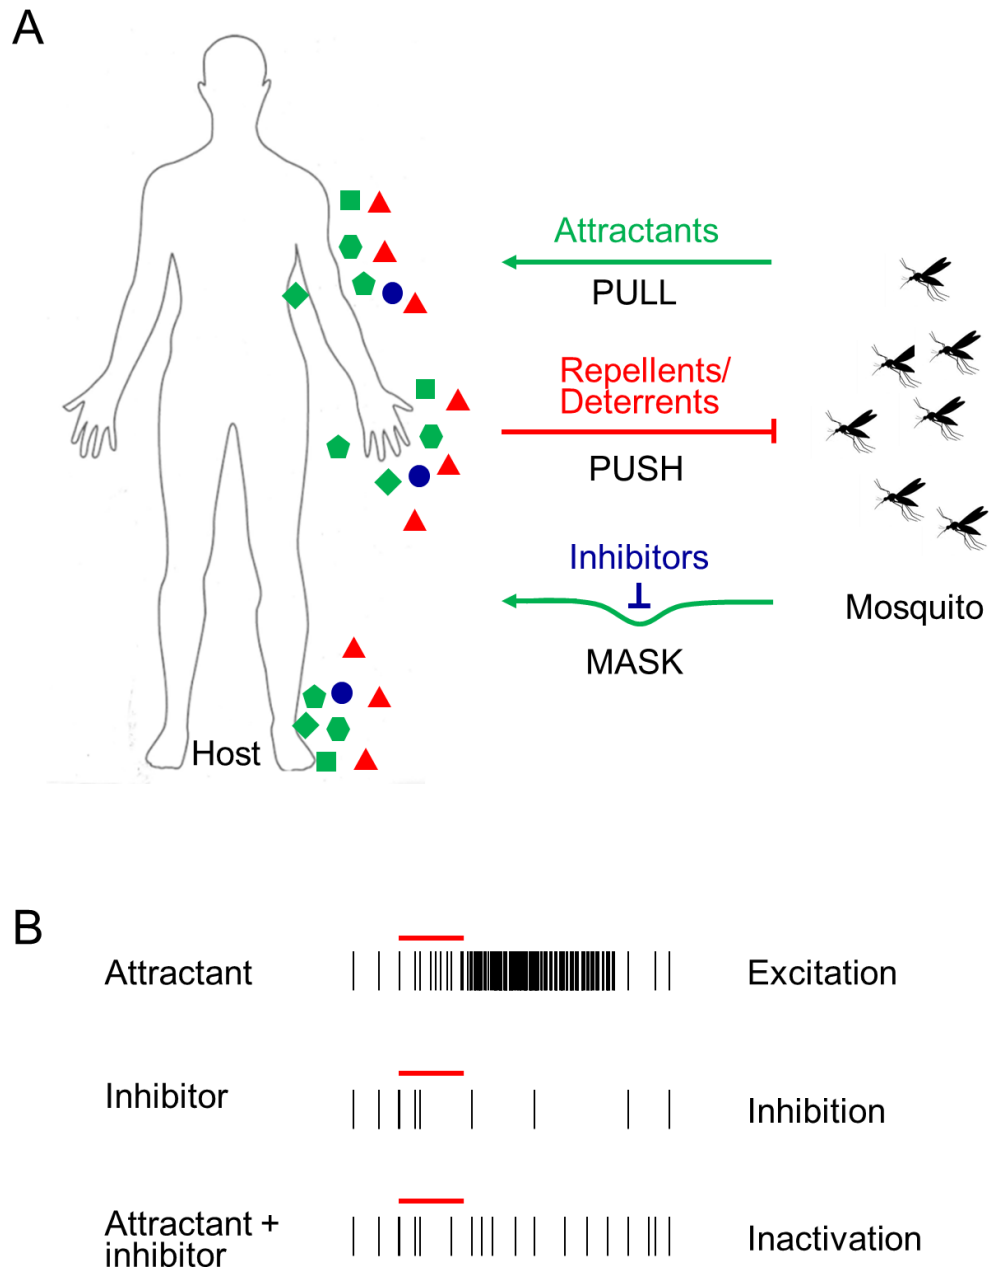 A
Attractants
PULL
Repellents/
Deterrents
PUSH
Inhibitors
MASK
Mosquito
Host
B
Attractant
Excitation
Inhibitor
Inhibition
Attractant +
inhibitor
Inactivation